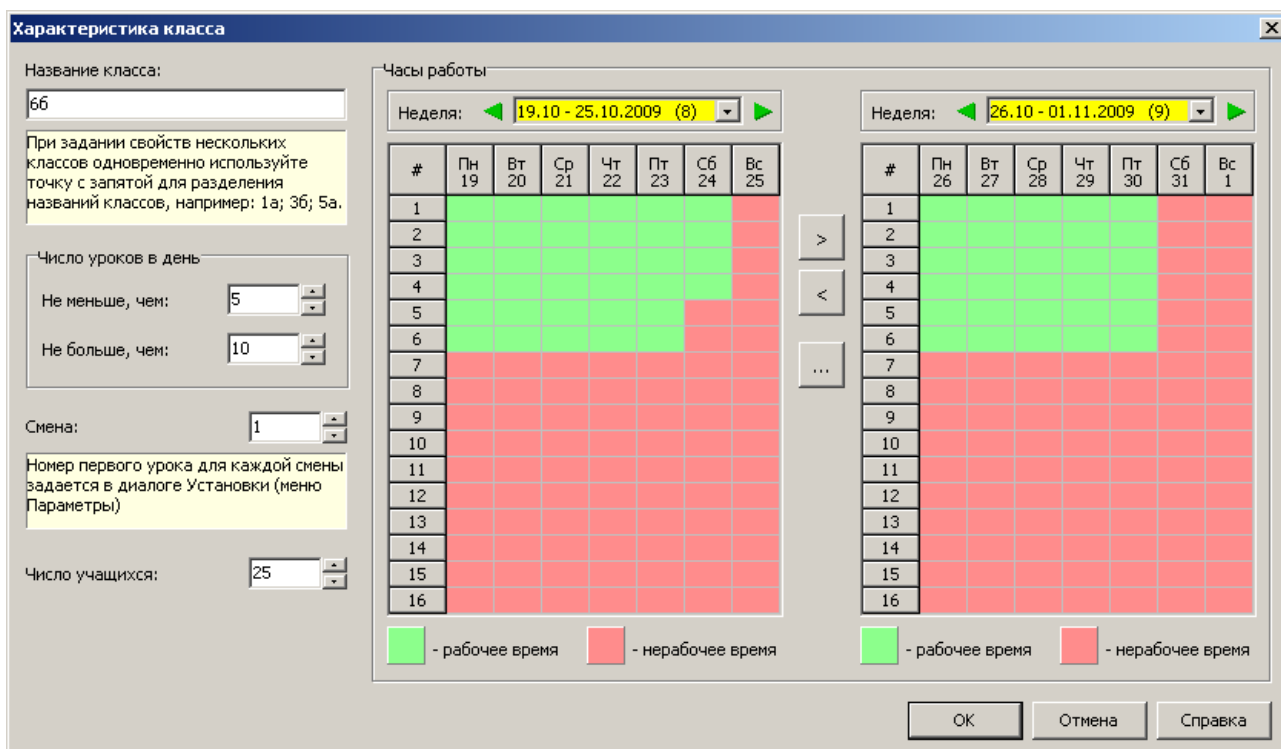 Характеристика класса
Название класса:
6б
При задании свойств нескольких
классов одновременно используйте
точку с запятой для разделения
названий классов, например: 1а; 3б; 5а.
Число уроков в день
Не меньше, чем: 5
Не больше, чем: 10
Смена: 1
Номер первого урока для каждой смены
задается в диалоге Установки (меню
Параметры)
Число учащихся: 25
Часы работы
Неделя: 19.10 - 25.10.2009 (8)
# Пн Вт Ср Чт Пт Сб Вс
19 20 21 22 23 24 25
1
2
3
4
5
6
7
8
9
10
11
12
13
14
15
16
- рабочее время - нерабочее время
>
<
...
Неделя: 26.10 - 01.11.2009 (9)
# Пн Вт Ср Чт Пт Сб Вс
26 27 28 29 30 31 1
1
2
3
4
5
6
7
8
9
10
11
12
13
14
15
16
- рабочее время - нерабочее время
OK Отмена Справка